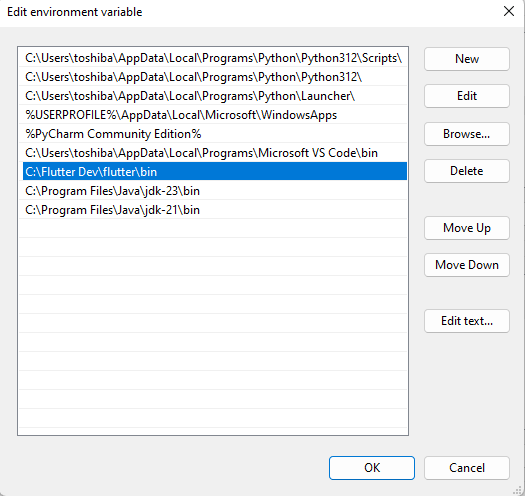 Edit environment variable
C:\Users\toshiba\AppData\Local\Programs\Python\Python312\Scripts\
C:\Users\toshiba\AppData\Local\Programs\Python\Python312\
C:\Users\toshiba\AppData\Local\Programs\Python\Launcher\
%USERPROFILE%\AppData\Local\Microsoft\WindowsApps
%PyCharm Community Edition%
C:\Users\toshiba\AppData\Local\Programs\Microsoft VS Code\bin
C:\Flutter Dev\flutter\bin
C:\Program Files\Java\jdk-23\bin
C:\Program Files\Java\jdk-21\bin
New
Edit
Browse...
Delete
Move Up
Move Down
Edit text...
OK
Cancel